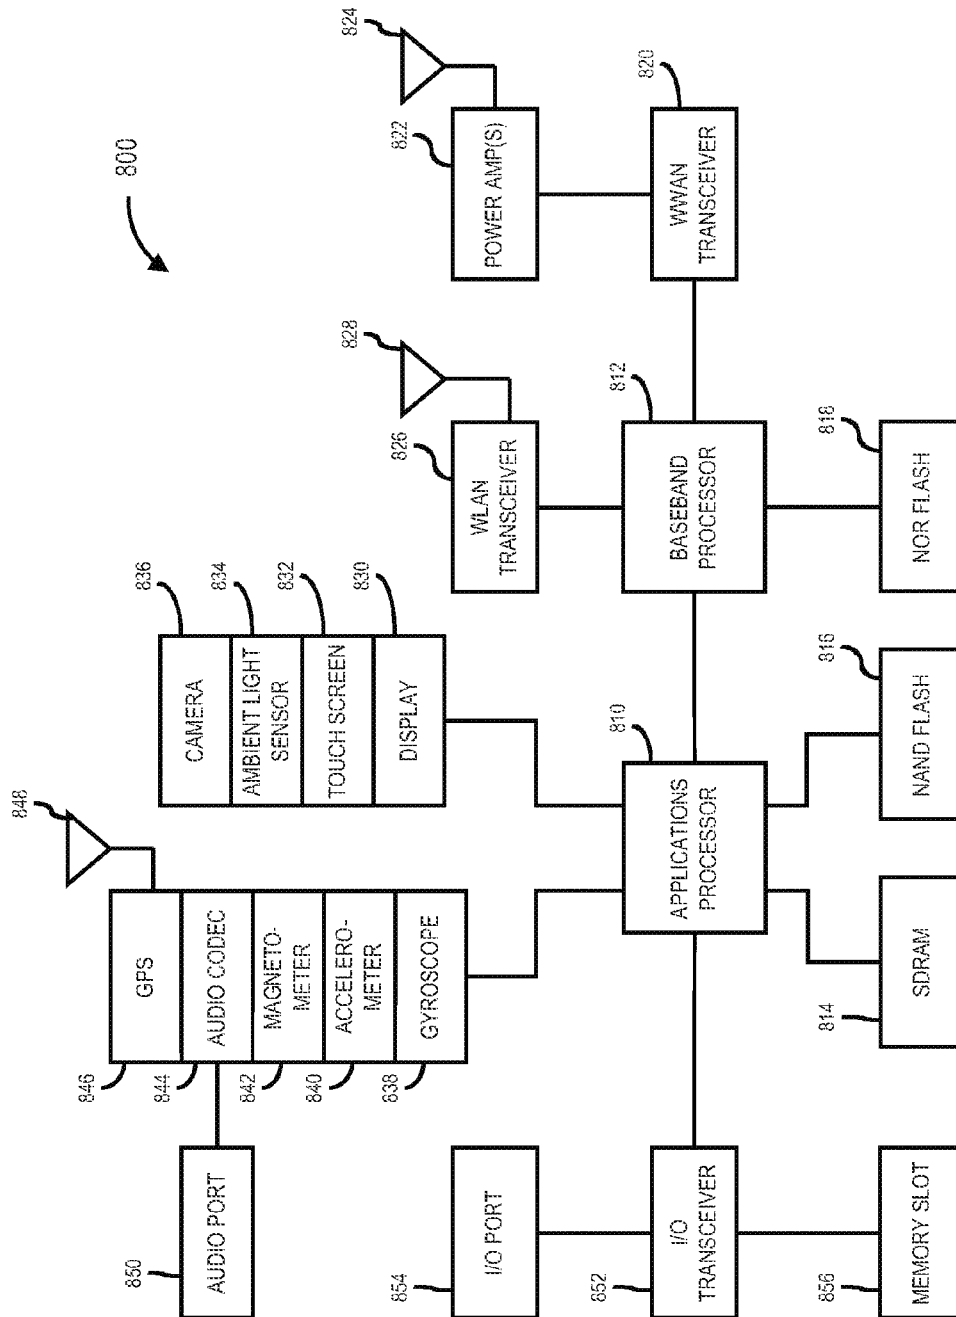 800
848
GPS
846
AUDIO CODEC
844
MAGNETO-
METER
842
ACCELERO-
METER
840
GYROSCOPE
838
AUDIO PORT
850
CAMERA
836
AMBIENT LIGHT
SENSOR
834
TOUCH SCREEN
832
DISPLAY
830
828
WLAN
TRANSCEIVER
826
824
POWER AMP(S)
822
I/O PORT
854
I/O
TRANSCEIVER
852
APPLICATIONS
PROCESSOR
810
BASEBAND
PROCESSOR
812
WWAN
TRANSCEIVER
820
MEMORY SLOT
856
SDRAM
814
NAND FLASH
816
NOR FLASH
818